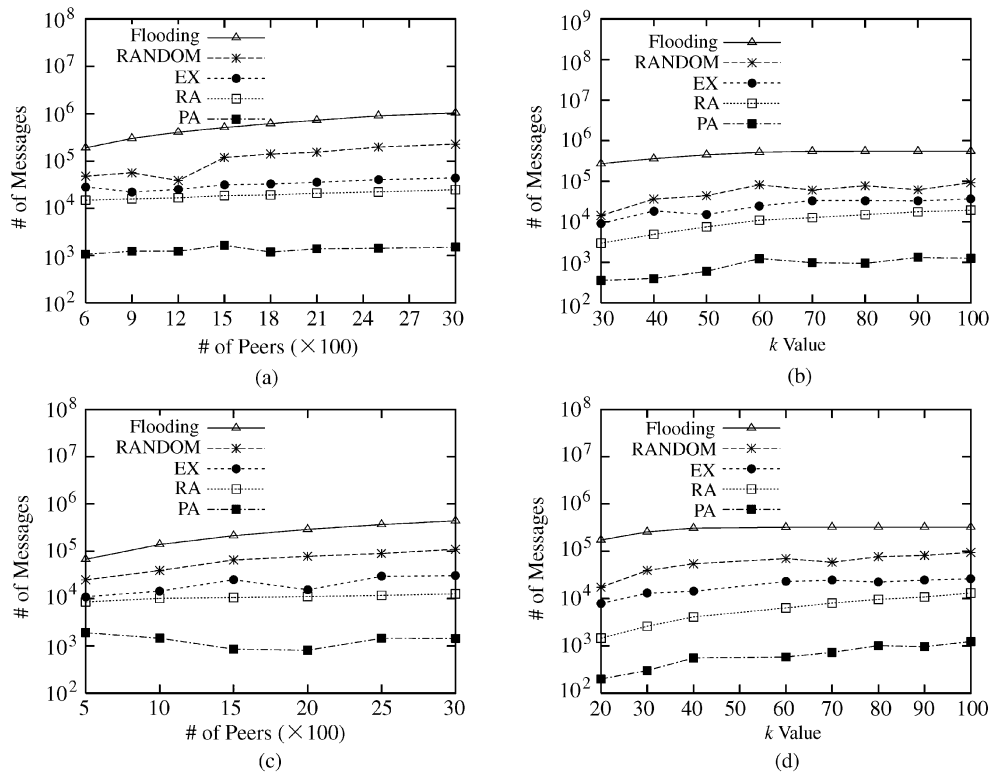 10^8
10^7
10^6
10^5
10^4
10^3
10^2
# of Messages
Flooding
RANDOM
EX
RA
PA
6 9 12 15 18 21 24 27 30
# of Peers (×100)
(a)
10^9
10^8
10^7
10^6
10^5
10^4
10^3
10^2
# of Messages
Flooding
RANDOM
EX
RA
PA
30 40 50 60 70 80 90 100
k Value
(b)
10^8
10^7
10^6
10^5
10^4
10^3
10^2
# of Messages
Flooding
RANDOM
EX
RA
PA
5 10 15 20 25 30
# of Peers (×100)
(c)
10^8
10^7
10^6
10^5
10^4
10^3
10^2
# of Messages
Flooding
RANDOM
EX
RA
PA
20 30 40 50 60 70 80 90 100
k Value
(d)